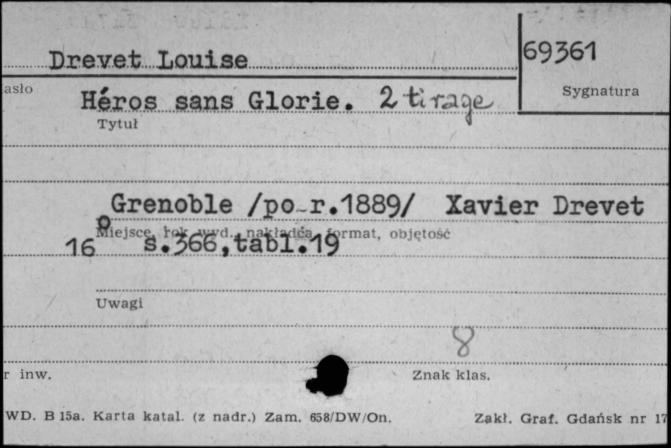 Drevet Louise
69361
asło
Sygnatura
Héros sans Glorie. 2 tirage
Tytuł
Grenoble /po r.1889/ Xavier Drevet
Miejsce, rok wyd., nakładca, format, objętość
16° s.366,tabl.19
Uwagi
8
r inw.
Znak klas.
WD. B 15a. Karta katal. (z nadr.) Zam. 658/DW/On.
Zakł. Graf. Gdańsk nr 17